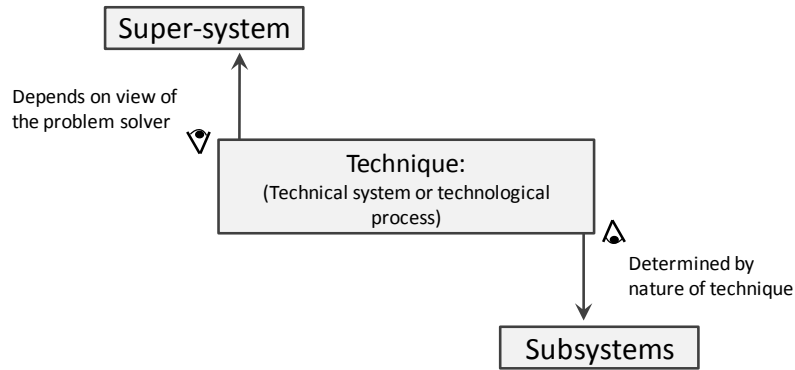 Super-system
Depends on view of
the problem solver
Technique:
(Technical system or technological
process)
Determined by
nature of technique
Subsystems